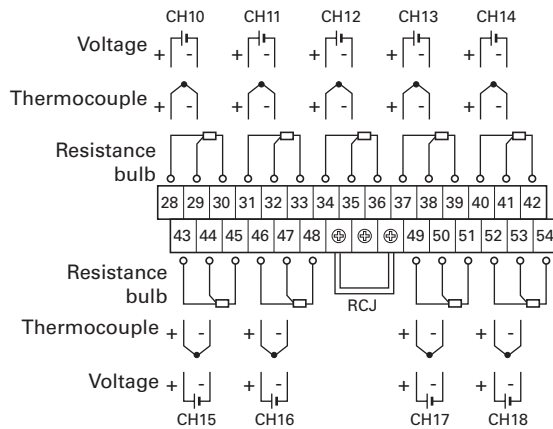 CH10 CH11 CH12 CH13 CH14
Voltage + - + - + - + - + -
Thermocouple + - + - + - + - + -
Resistance
bulb
28 29 30 31 32 33 34 35 36 37 38 39 40 41 42
43 44 45 46 47 48 49 50 51 52 53 54
Resistance
bulb
RCJ
Thermocouple + - + - + - + -
Voltage + - + - + - + -
CH15 CH16 CH17 CH18